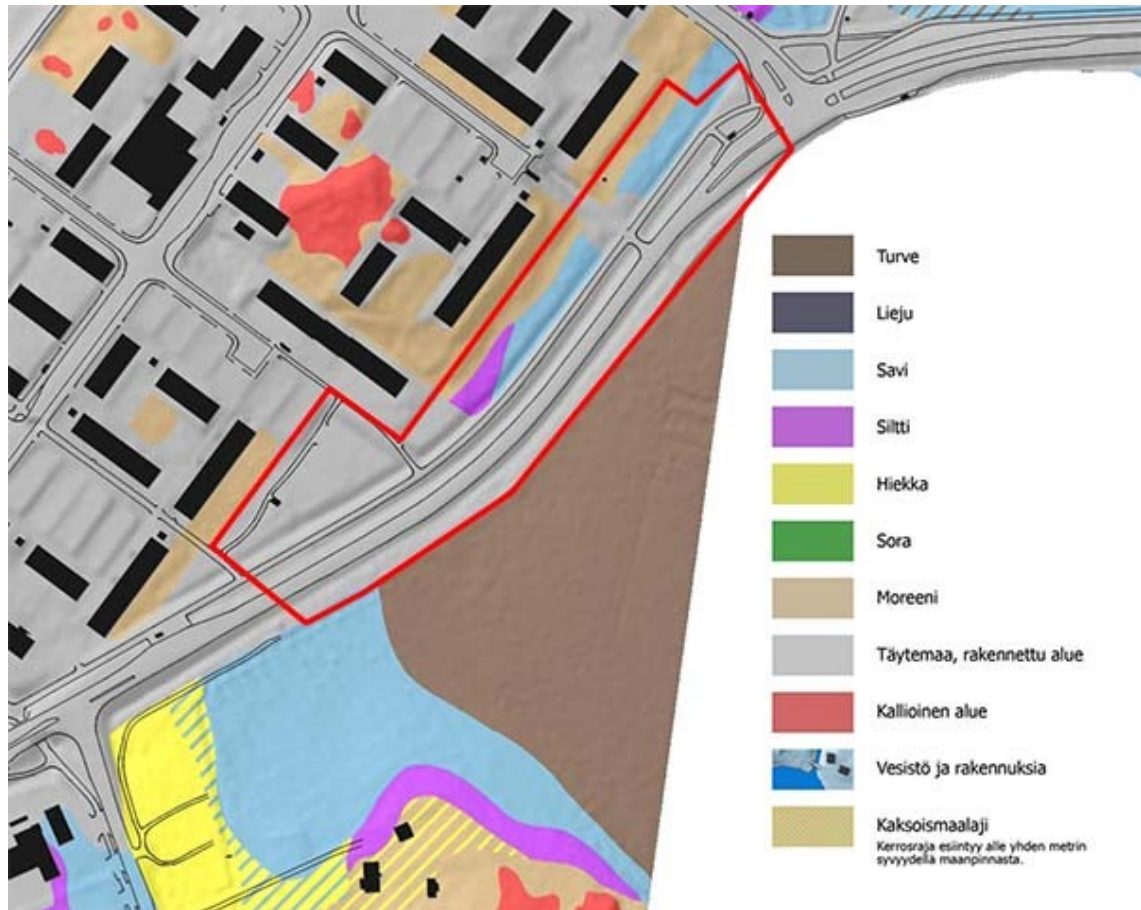 Turve
Lieju
Savi
Siltti
Hiekka
Sora
Moreeni
Täytemaa, rakennettu alue
Kallioinen alue
Vesistö ja rakennuksia
Kaksoismaalaji
Kerrosraja esiintyy alle yhden metrin
syvyydellä maanpinnasta.